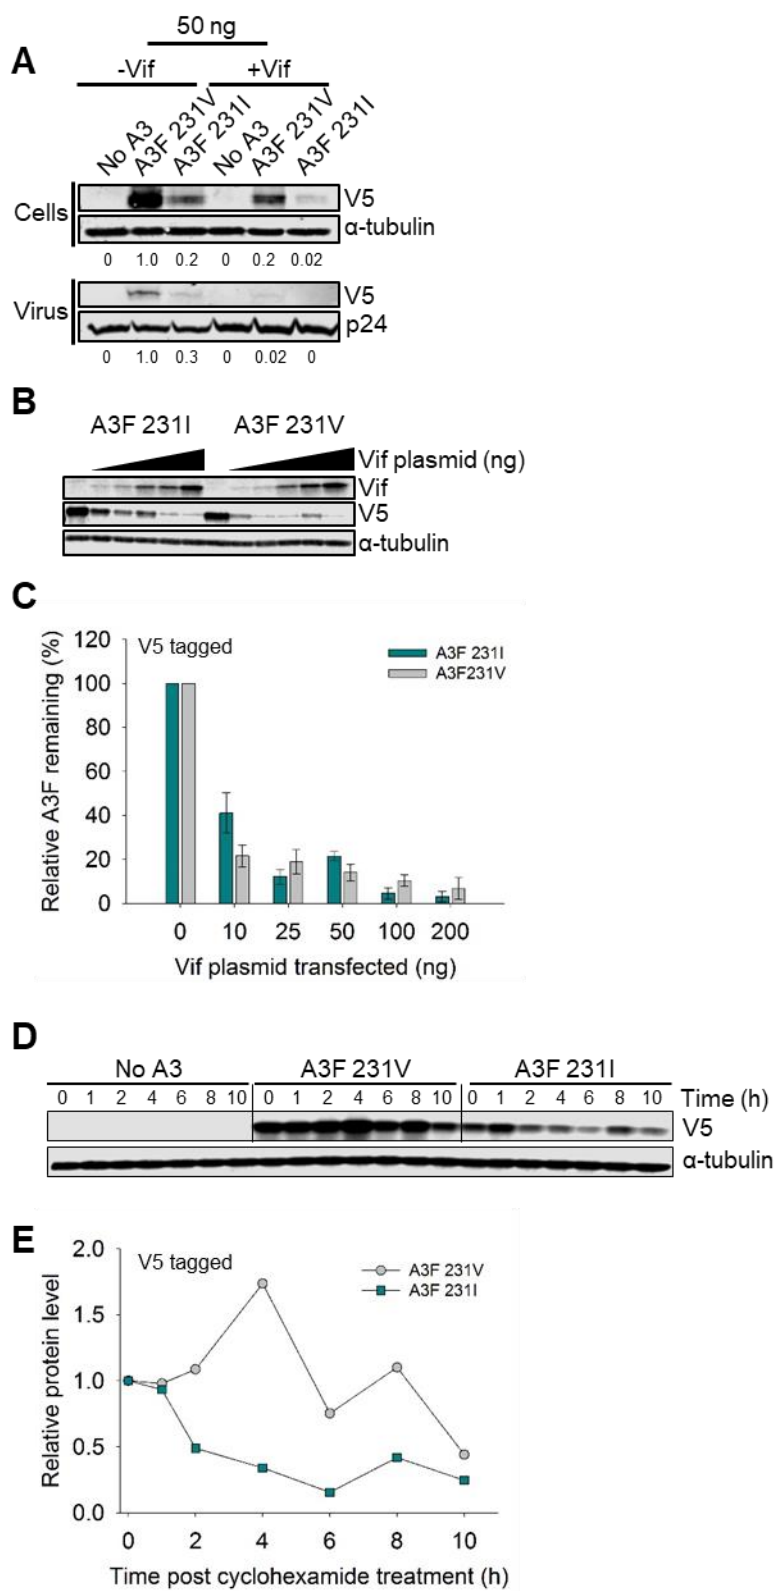 50 ng
A
-Vif +Vif
No A3 A3F 231V A3F 231I No A3 A3F 231V A3F 231I
Cells
V5
α-tubulin
0 1.0 0.2 0 0.2 0.02
Virus
V5
p24
0 1.0 0.3 0 0.02 0
B
A3F 231I A3F 231V
Vif plasmid (ng)
Vif
V5
α-tubulin
C
Relative A3F remaining (%)
120
100
80
60
40
20
0
V5 tagged
A3F 231I
A3F231V
0 10 25 50 100 200
Vif plasmid transfected (ng)
D
No A3 A3F 231V A3F 231I
0 1 2 4 6 8 10 0 1 2 4 6 8 10 0 1 2 4 6 8 10 Time (h)
V5
α-tubulin
E
Relative protein level
2.0
1.5
1.0
0.5
0.0
V5 tagged
A3F 231V
A3F 231I
0 2 4 6 8 10
Time post cyclohexamide treatment (h)